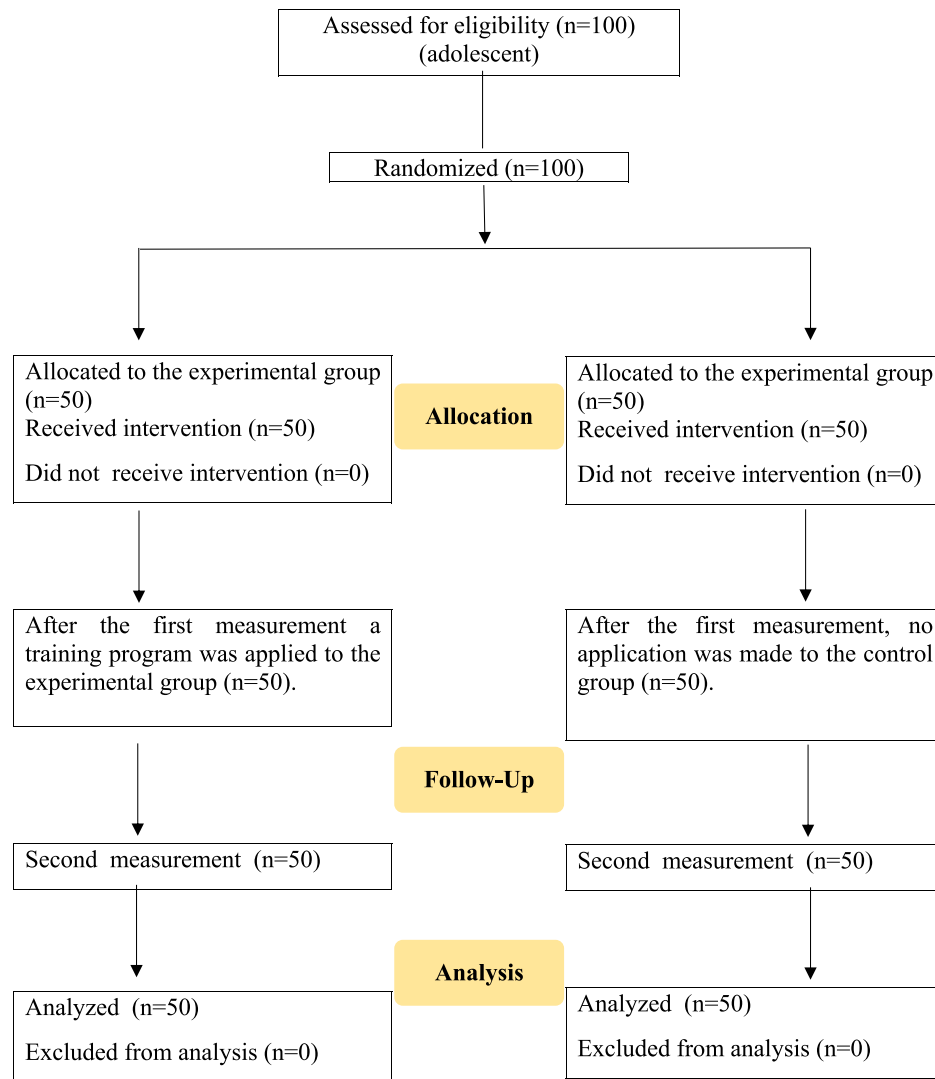 Assessed for eligibility (n=100)
(adolescent)
Randomized (n=100)
Allocated to the experimental group
(n=50)
Received intervention (n=50)
Did not receive intervention (n=0)
Allocation
Allocated to the experimental group
(n=50)
Received intervention (n=50)
Did not receive intervention (n=0)
After the first measurement a
training program was applied to the
experimental group (n=50).
After the first measurement, no
application was made to the control
group (n=50).
Follow-Up
Second measurement (n=50)
Second measurement (n=50)
Analysis
Analyzed (n=50)
Excluded from analysis (n=0)
Analyzed (n=50)
Excluded from analysis (n=0)